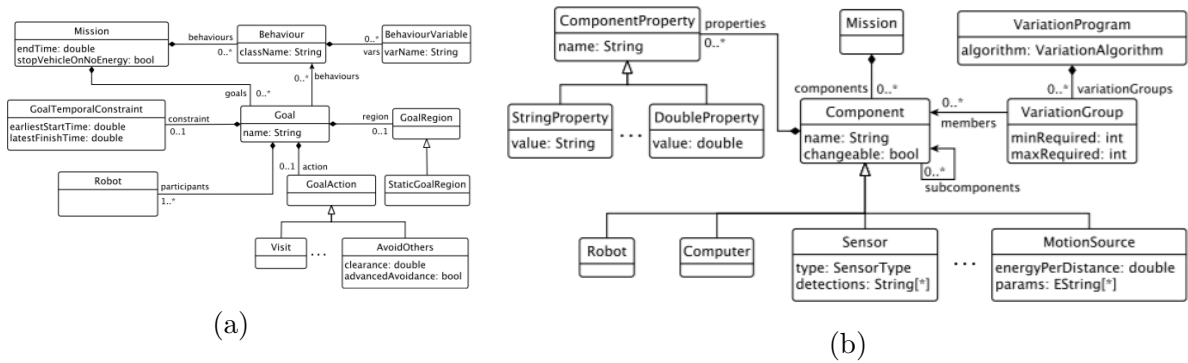 Mission
endTime: double
stopVehicleOnNoEnergy: bool
behaviours
0..*
Behaviour
className: String
0..*
vars
BehaviourVariable
varName: String
0..*
behaviours
goals
0..*
GoalTemporalConstraint
earliestStartTime: double
latestFinishTime: double
constraint
0..1
Goal
name: String
region
0..1
GoalRegion
0..1
action
Robot
participants
1..*
GoalAction
StaticGoalRegion
Visit
...
AvoidOthers
clearance: double
advancedAvoidance: bool
(a)
ComponentProperty
name: String
properties
0..*
Mission
VariationProgram
algorithm: VariationAlgorithm
components
0..*
0..*
variationGroups
StringProperty
value: String
...
DoubleProperty
value: double
Component
name: String
changeable: bool
0..*
members
VariationGroup
minRequired: int
maxRequired: int
0..*
subcomponents
Robot
Computer
Sensor
type: SensorType
detections: String[*]
...
MotionSource
energyPerDistance: double
params: EString[*]
(b)